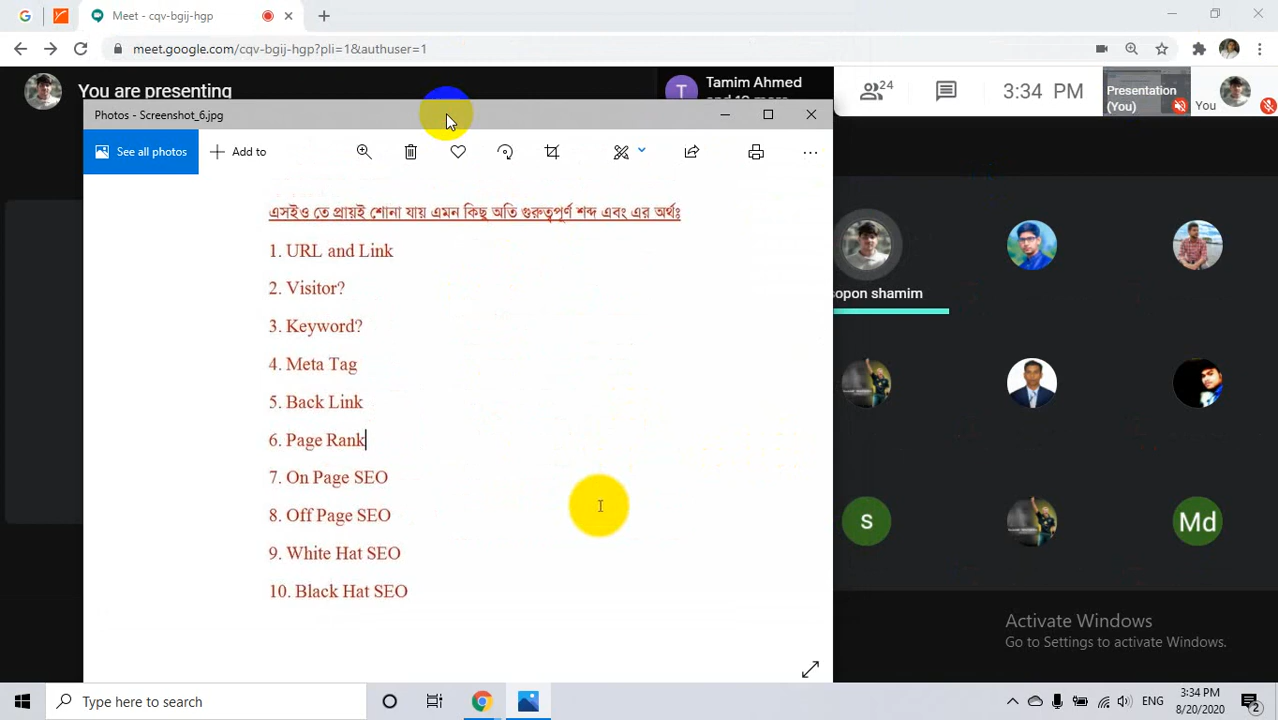 Meet - cqv-bgij-hgp
meet.google.com/cqv-bgij-hgp?pli=1&authuser=1
You are presenting
T
Tamim Ahmed
24
3:34 PM
Presentation
(You)
You
Photos - Screenshot_6.jpg
See all photos
Add to
এসইও তে প্রায়ই শোনা যায় এমন কিছু অতি গুরুত্বপূর্ণ শব্দ এবং এর অর্থঃ
1. URL and Link
2. Visitor?
3. Keyword?
4. Meta Tag
5. Back Link
6. Page Rank
7. On Page SEO
8. Off Page SEO
9. White Hat SEO
10. Black Hat SEO
opon shamim
s
Md
Activate Windows
Go to Settings to activate Windows.
Type here to search
ENG
3:34 PM
8/20/2020
2